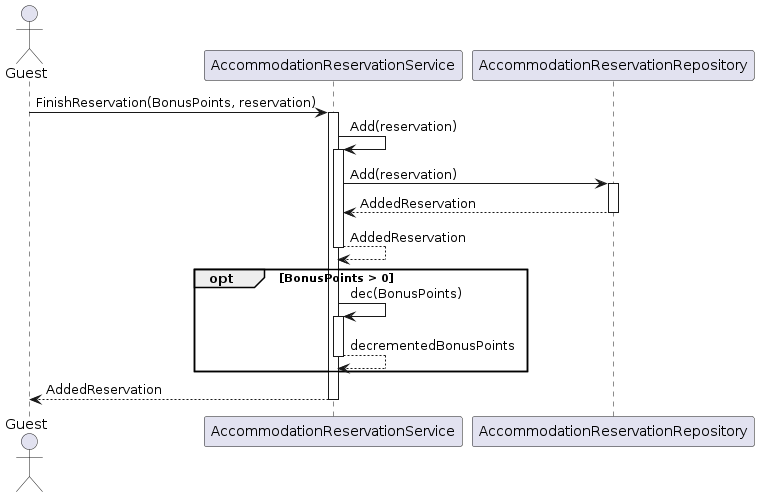 Guest
AccommodationReservationService
AccommodationReservationRepository
FinishReservation(BonusPoints, reservation)
Add(reservation)
Add(reservation)
AddedReservation
AddedReservation
opt
[BonusPoints > 0]
dec(BonusPoints)
decrementedBonusPoints
AddedReservation
Guest
AccommodationReservationService
AccommodationReservationRepository